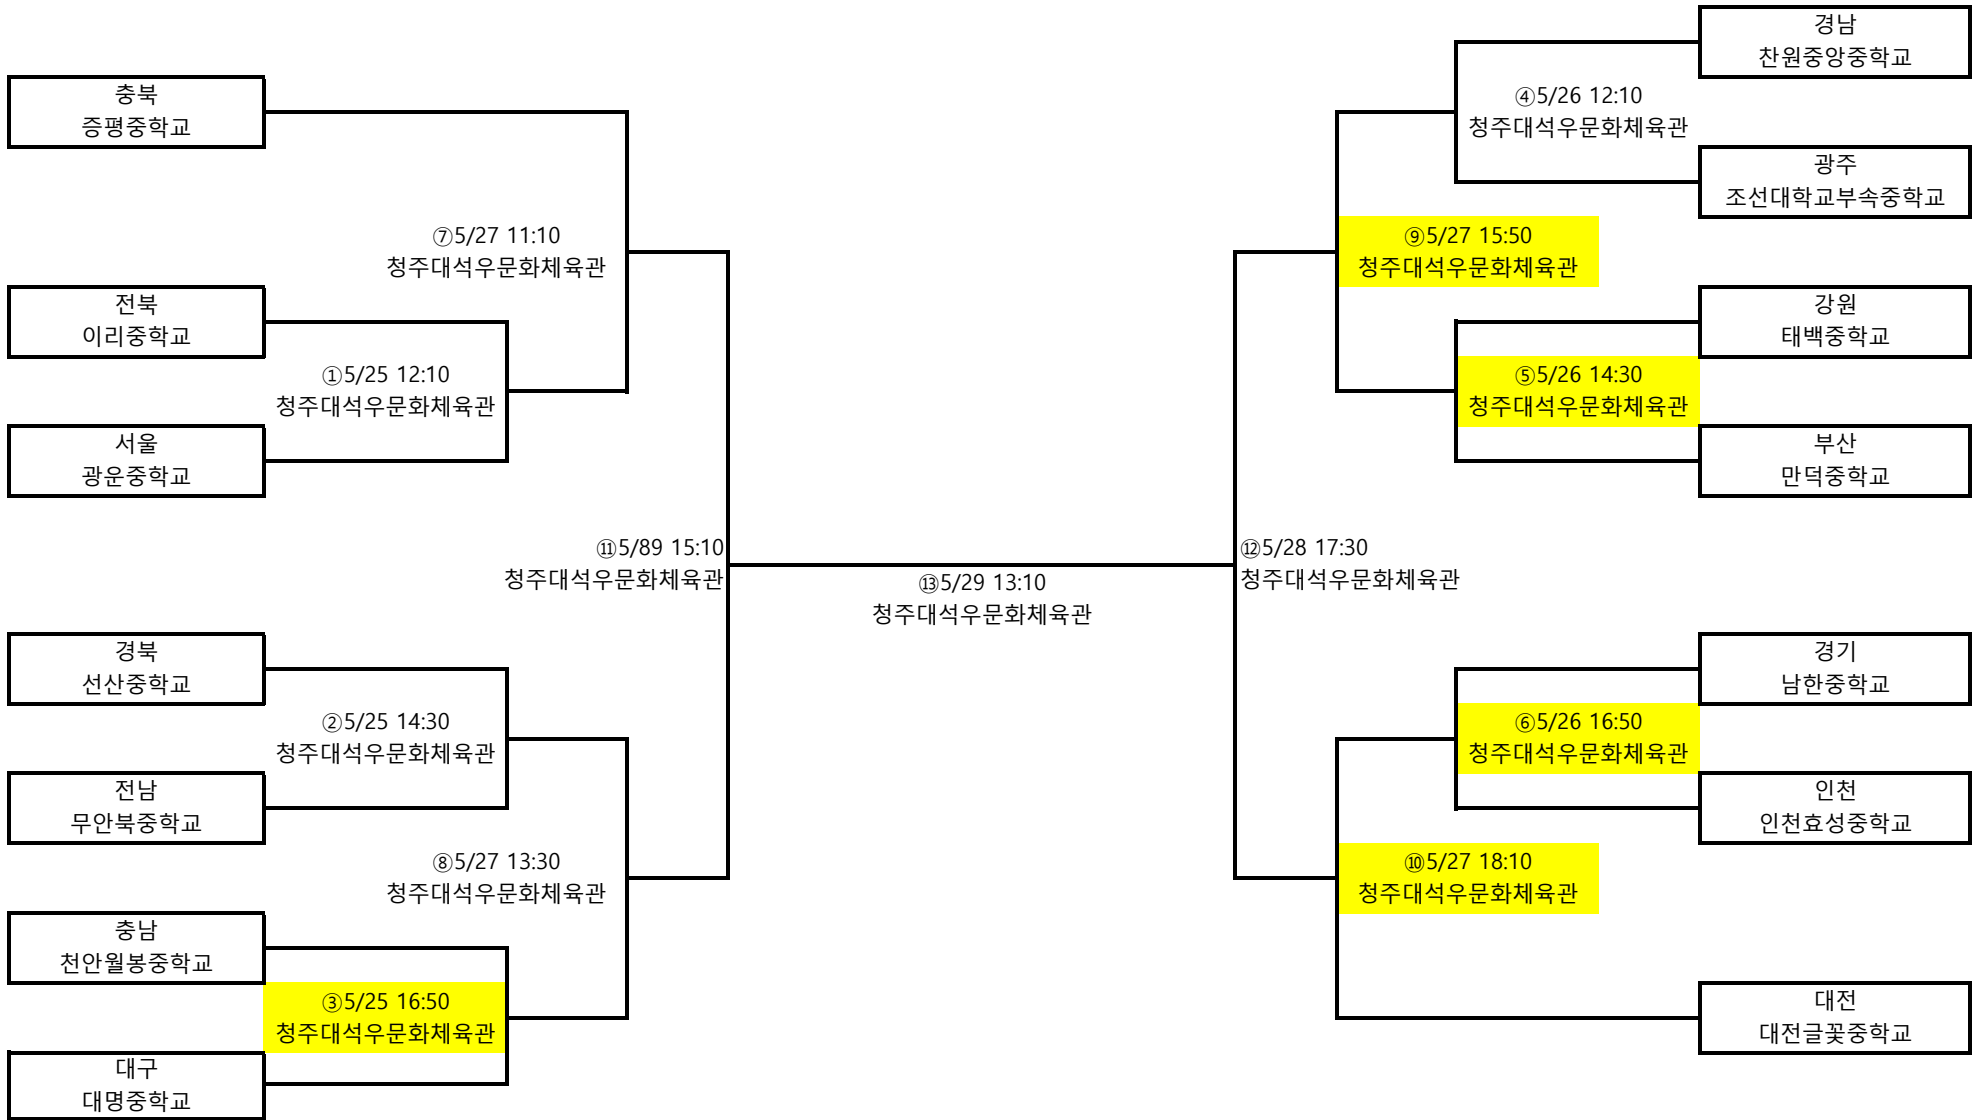 충북
증평중학교
⑦5/27 11:10
청주대석우문화체육관
전북
이리중학교
①5/25 12:10
청주대석우문화체육관
서울
광운중학교
⑪5/89 15:10
청주대석우문화체육관
경북
선산중학교
②5/25 14:30
청주대석우문화체육관
전남
무안북중학교
⑧5/27 13:30
청주대석우문화체육관
충남
천안월봉중학교
③5/25 16:50
청주대석우문화체육관
대구
대명중학교
⑬5/29 13:10
청주대석우문화체육관
경남
찬원중앙중학교
④5/26 12:10
청주대석우문화체육관
광주
조선대학교부속중학교
⑨5/27 15:50
청주대석우문화체육관
강원
태백중학교
⑤5/26 14:30
청주대석우문화체육관
부산
만덕중학교
⑫5/28 17:30
청주대석우문화체육관
경기
남한중학교
⑥5/26 16:50
청주대석우문화체육관
인천
인천효성중학교
⑩5/27 18:10
청주대석우문화체육관
대전
대전글꽃중학교